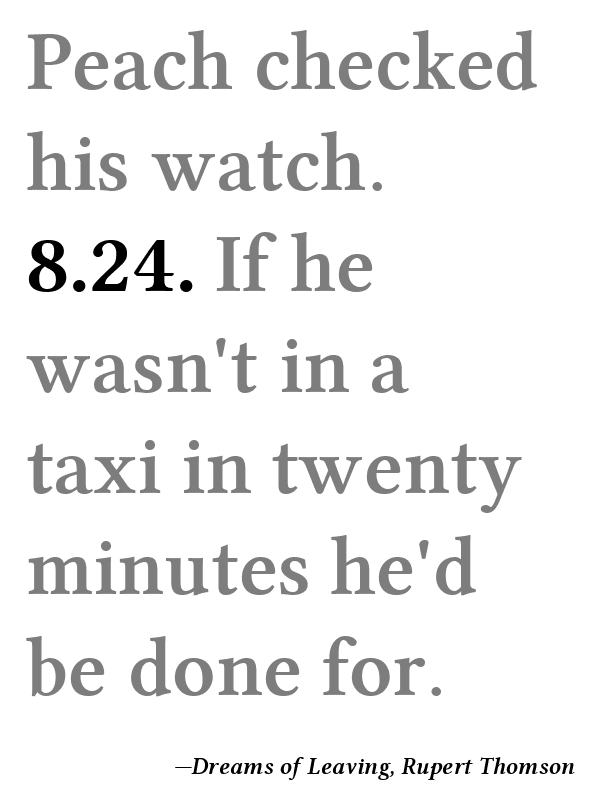 Peach checked
his watch.
8.24. If he
wasn't in a
taxi in twenty
minutes he'd
be done for.
—Dreams of Leaving, Rupert Thomson